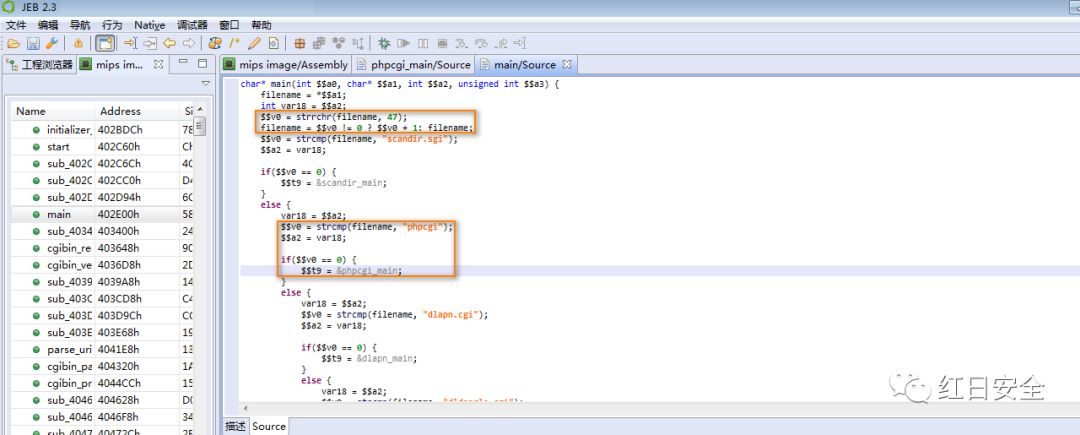 JEB 2.3
文件 编辑 导航 行为 Native 调试器 窗口 帮助
工程浏览器 mips im...
mips image/Assembly phpcgi_main/Source main/Source
Name Address Si
initializer_ 402BDCh 78
start 402C60h Ch
sub_402C 402C6Ch 4C
sub_402C 402CC0h D4
sub_402D 402D94h 6C
main 402E00h 58
sub_4034 403400h 24
cgibin_re 403648h 9C
cgibin_ve 4036D8h 2D
sub_4039 4039A8h 14
sub_403C 403CD8h C4
sub_403D 403D9Ch CC
sub_403E 403E68h 19
parse_uri 4041E8h 13
cgibin_pa 404320h 1A
cgibin_pr 4044CCh 15
sub_4046 404628h D0
sub_4046 4046F8h 34
sub_4047 40472Ch 2F
char* main(int $$a0, char* $$a1, int $$a2, unsigned int $$a3) {
filename = *$$a1;
int var18 = $$a2;
$$v0 = strrchr(filename, 47);
filename = $$v0 != 0 ? $$v0 + 1: filename;
$$v0 = strcmp(filename, "scandir.sgi");
$$a2 = var18;
if($$v0 == 0) {
$$t9 = &scandir_main;
}
else {
var18 = $$a2;
$$v0 = strcmp(filename, "phpcgi");
$$a2 = var18;
if($$v0 == 0) {
$$t9 = &phpcgi_main;
}
else {
var18 = $$a2;
$$v0 = strcmp(filename, "dlapn.cgi");
$$a2 = var18;
if($$v0 == 0) {
$$t9 = &dlapn_main;
}
else {
var18 = $$a2;
描述 Source
红日安全